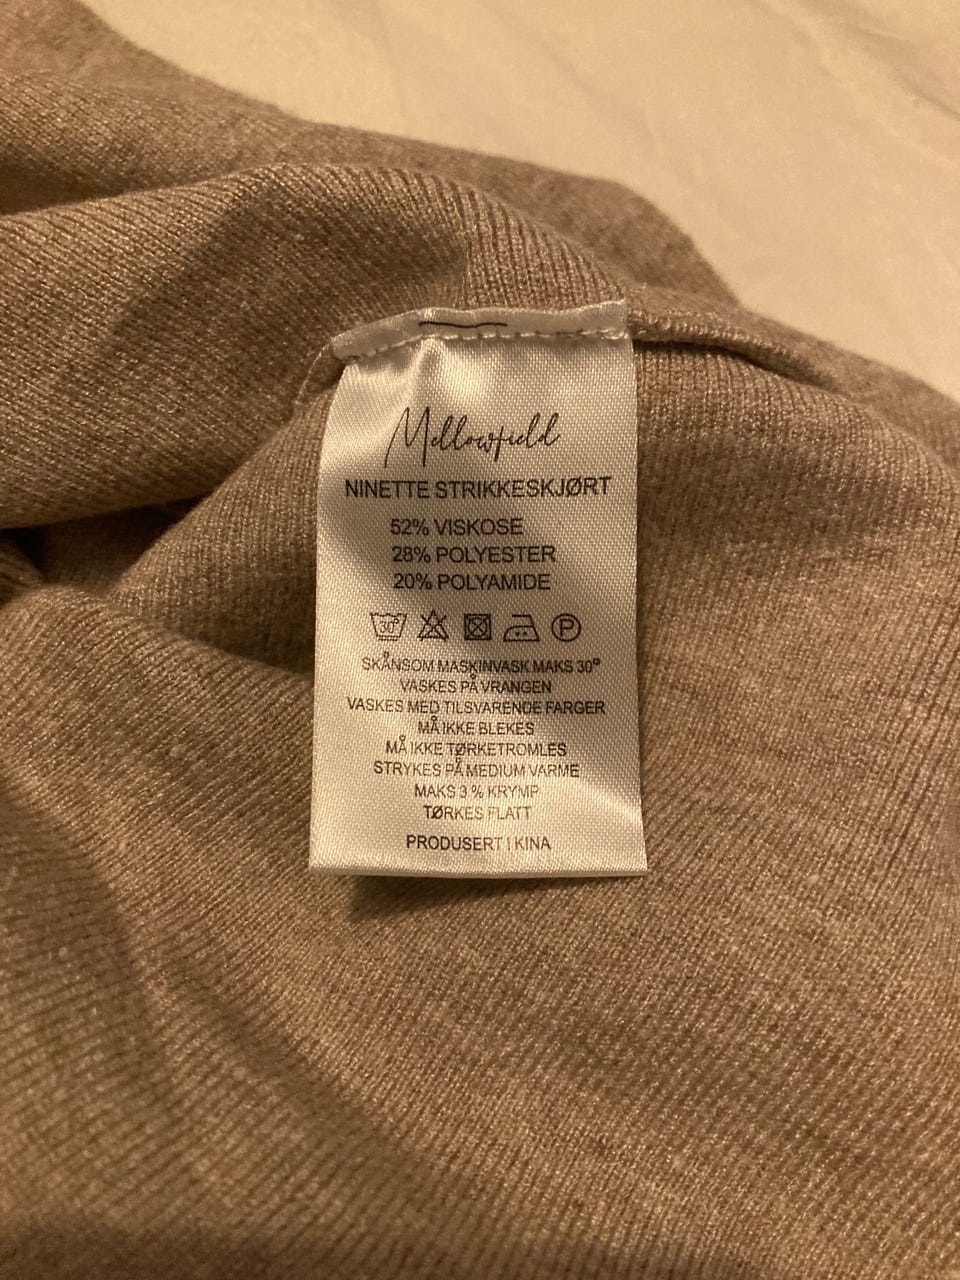 Mellowfield
NINETTE STRIKKESKJØRT
52% VISKOSE
28% POLYESTER
20% POLYAMIDE
30° P
SKÅNSOM MASKINVASK MAKS 30°
VASKES PÅ VRANGEN
VASKES MED TILSVARENDE FARGER
MÅ IKKE BLEKES
MÅ IKKE TØRKETROMLES
STRYKES PÅ MEDIUM VARME
MAKS 3 % KRYMP
TØRKES FLATT
PRODUSERT I KINA